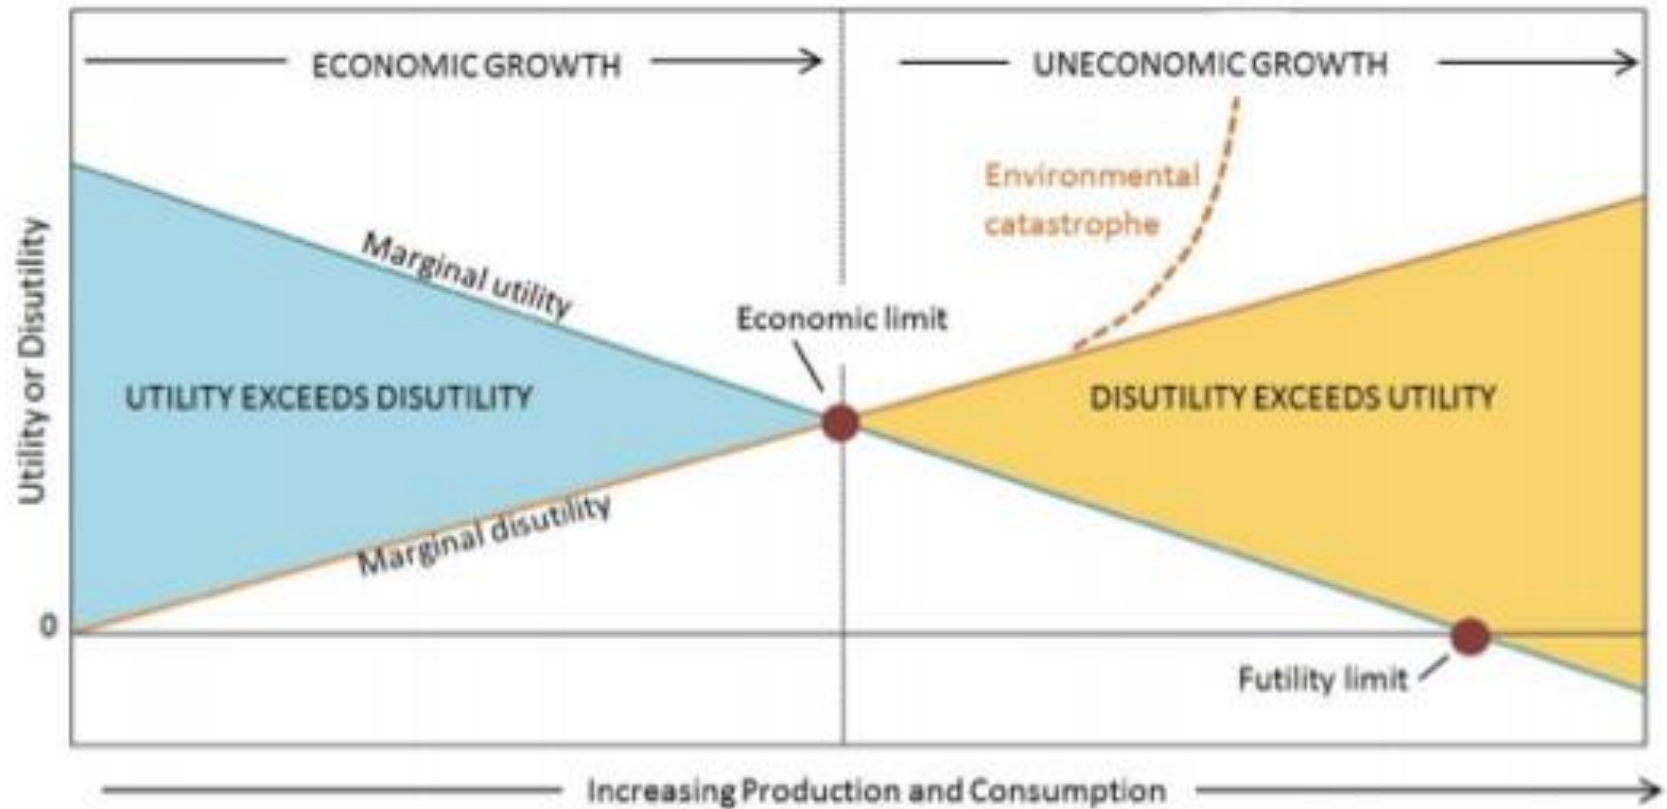 ECONOMIC GROWTH
UNECONOMIC GROWTH
Environmental
catastrophe
Marginal utility
Economic limit
Utility or Disutility
UTILITY EXCEEDS DISUTILITY
DISUTILITY EXCEEDS UTILITY
Marginal disutility
0
Futility limit
Increasing Production and Consumption